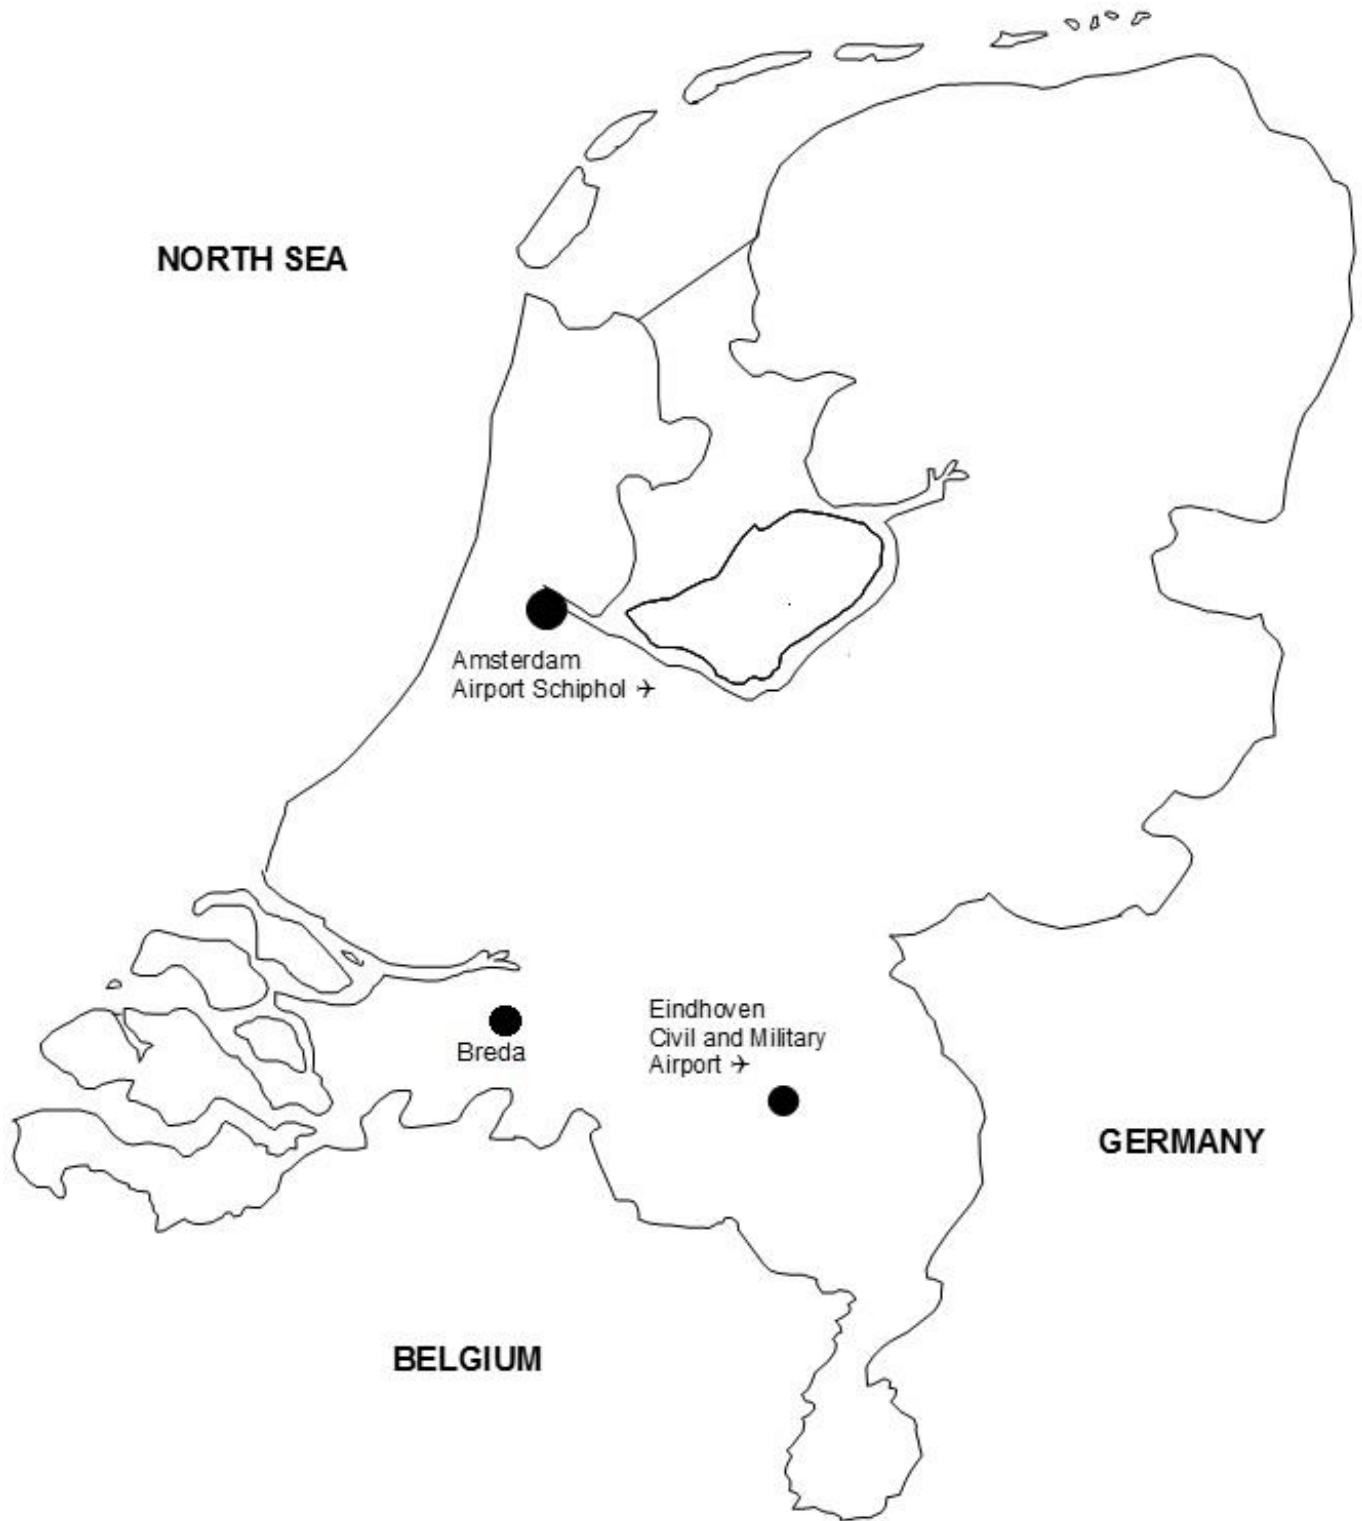 NORTH SEA
Amsterdam
Airport Schiphol ✈
Eindhoven
Civil and Military
Airport ✈
Breda
GERMANY
BELGIUM